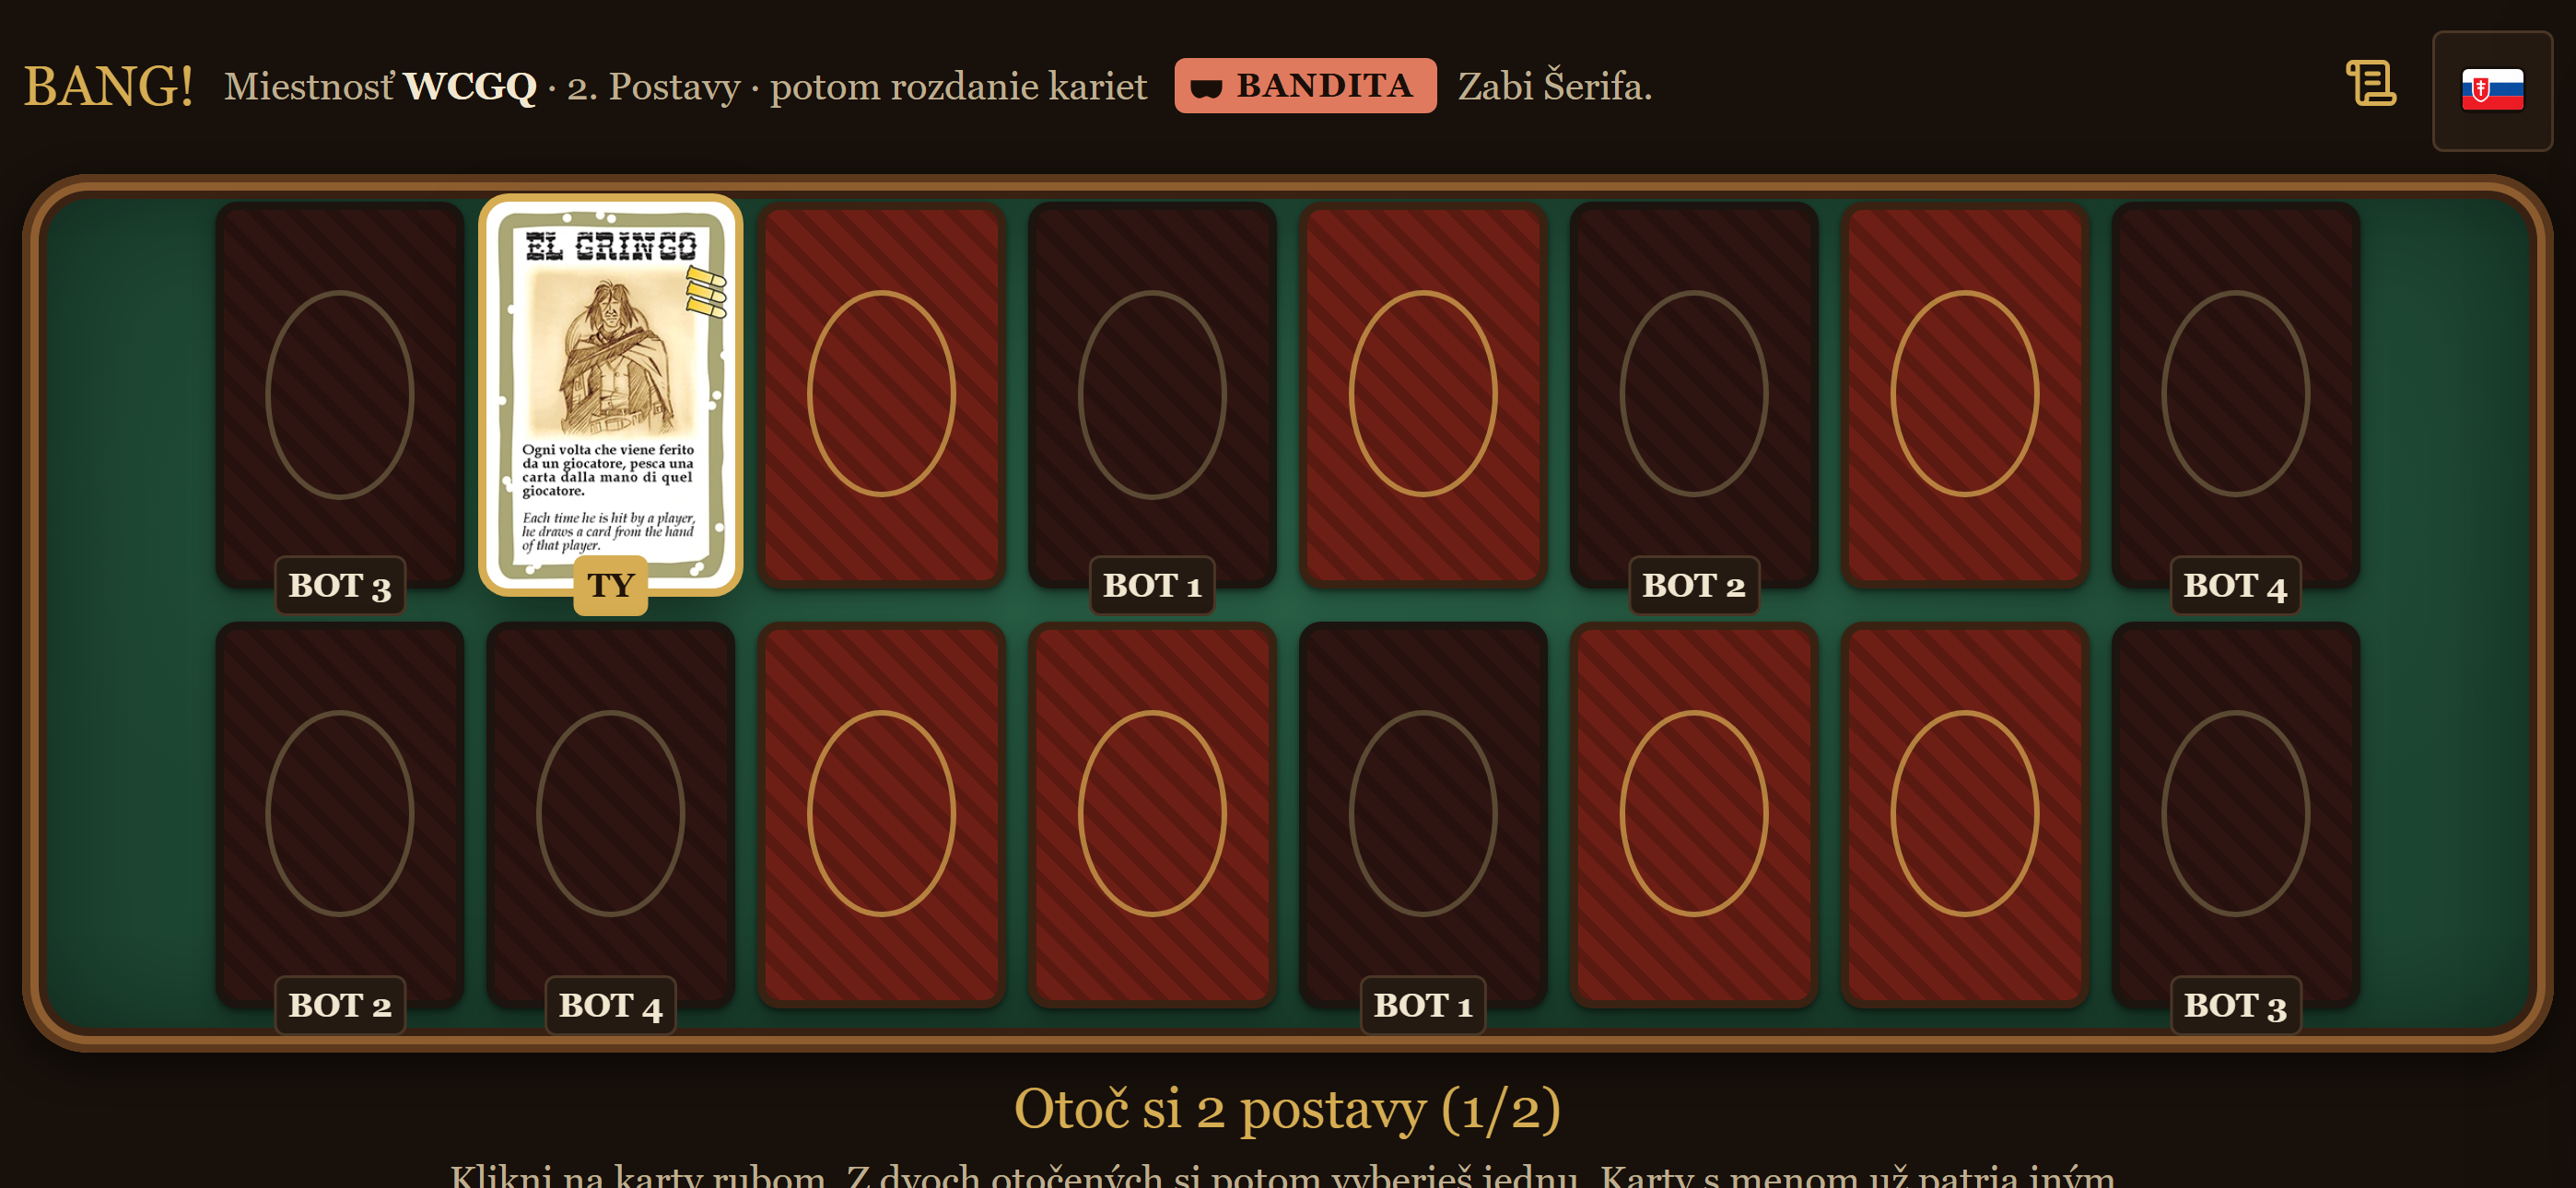 BANG! Miestnosť WCGQ · 2. Postavy · potom rozdanie kariet BANDITA Zabi Šerifa.
EL GRINGO
Ogni volta che viene ferito
da un giocatore, pesca una
carta dalla mano di quel
giocatore.
Each time he is hit by a player,
he draws a card from the hand
of that player.
BOT 3 TY BOT 1 BOT 2 BOT 4
BOT 2 BOT 4 BOT 1 BOT 3
Otoč si 2 postavy (1/2)
Klikni na karty rubom. Z dvoch otočených si potom vyberieš jednu. Karty s menom už patria iným